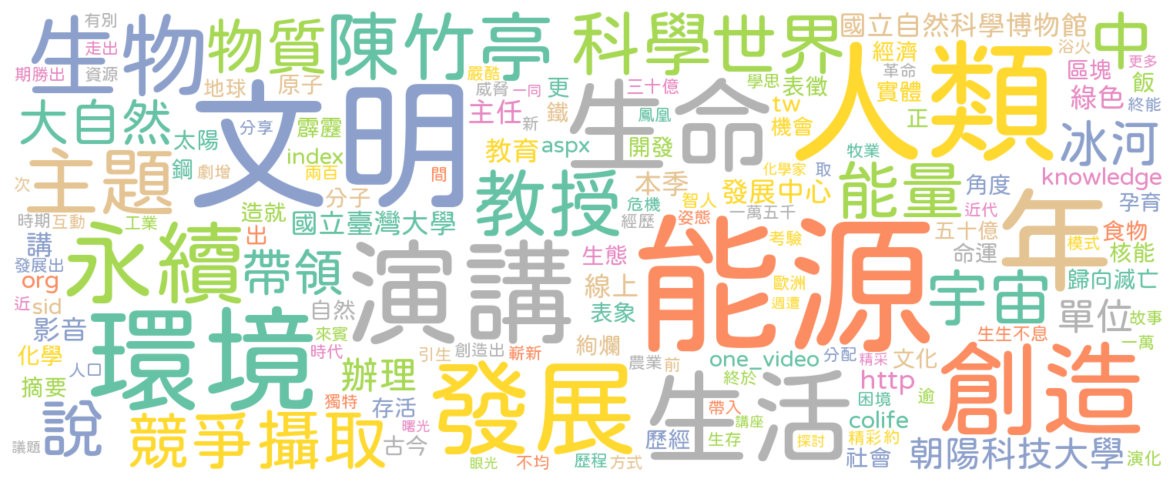 有別
走出
期勝出
資源
生物
物質
陳竹亭
科學世界
國立自然科學博物館
中
浴火
經濟
革命
更多
地球
原子
嚴酷
威脅
一同
更
三十億
學思
表徵
區塊
飯
實體
綠色
終能
大自然
太陽
分享
文明
霹靂
主任
新
鐵
鳳凰
生命
tw
機會
正
人類
冰河
主題
鋼
劇增
index
兩百
教育
aspx
開發
化學家
取
牧業
knowledge
次
分子
間
教授
本季
危機
智人
發展中心
能量
角度
孕育
時期
互動
工業
造就
出
國立臺灣大學
經歷
姿態
一萬五千
近代
年
講
發展出
永續
帶領
演講
生態
考驗
五十億
命運
模式
食物
核能
org
近
sid
線上
歐洲
週遭
能源
宇宙
歸向滅亡
影音
環境
自然
來賓
表象
單位
故事
生生不息
一萬
化學
人口
時代
引生
創造出
嶄新
絢爛
農業
前
one_video
分配
精采
文化
摘要
辦理
發展
終於
生活
http
困境
逾
創造
說
競爭
攝取
獨特
存活
曙光
古今
帶入
講座
colife
歷經
生存
探討
精彩
約
議題
眼光
不均
歷程
方式
社會
朝陽科技大學
演化